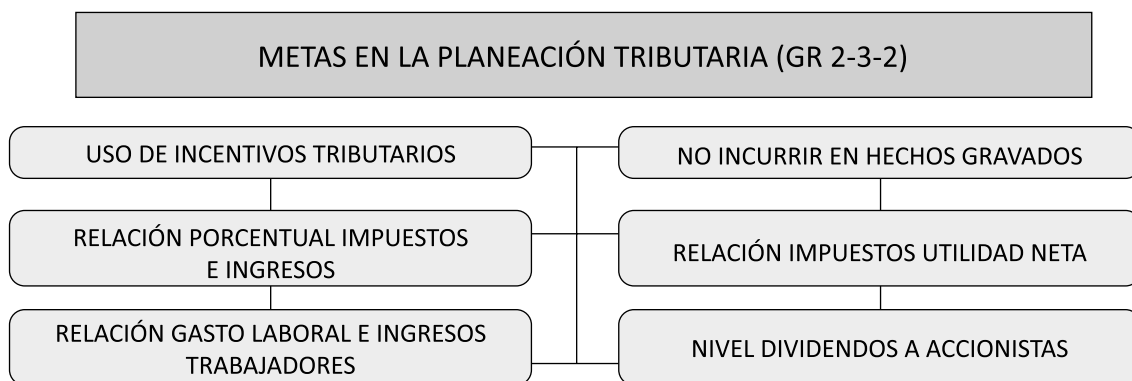 METAS EN LA PLANEACIÓN TRIBUTARIA (GR 2-3-2)
USO DE INCENTIVOS TRIBUTARIOS
NO INCURRIR EN HECHOS GRAVADOS
RELACIÓN PORCENTUAL IMPUESTOS
E INGRESOS
RELACIÓN IMPUESTOS UTILIDAD NETA
RELACIÓN GASTO LABORAL E INGRESOS
TRABAJADORES
NIVEL DIVIDENDOS A ACCIONISTAS